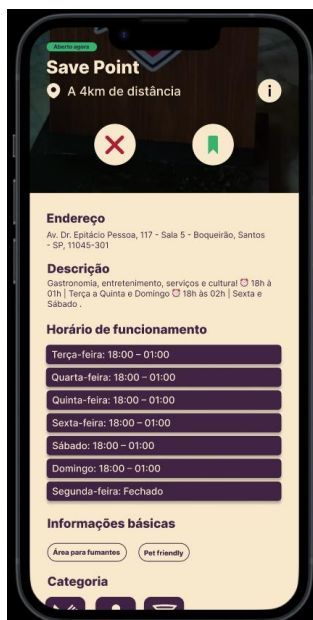 Aberto agora
Save Point
A 4km de distância
i
Endereço
Av. Dr. Epitácio Pessoa, 117 - Sala 5 - Boqueirão, Santos
- SP, 11045-301
Descrição
Gastronomia, entretenimento, serviços e cultura! ⏰ 18h à
01h | Terça a Quinta e Domingo ⏰ 18h às 02h | Sexta e
Sábado .
Horário de funcionamento
Terça-feira: 18:00 – 01:00
Quarta-feira: 18:00 – 01:00
Quinta-feira: 18:00 – 01:00
Sexta-feira: 18:00 – 01:00
Sábado: 18:00 – 01:00
Domingo: 18:00 – 01:00
Segunda-feira: Fechado
Informações básicas
Área para fumantes
Pet friendly
Categoria